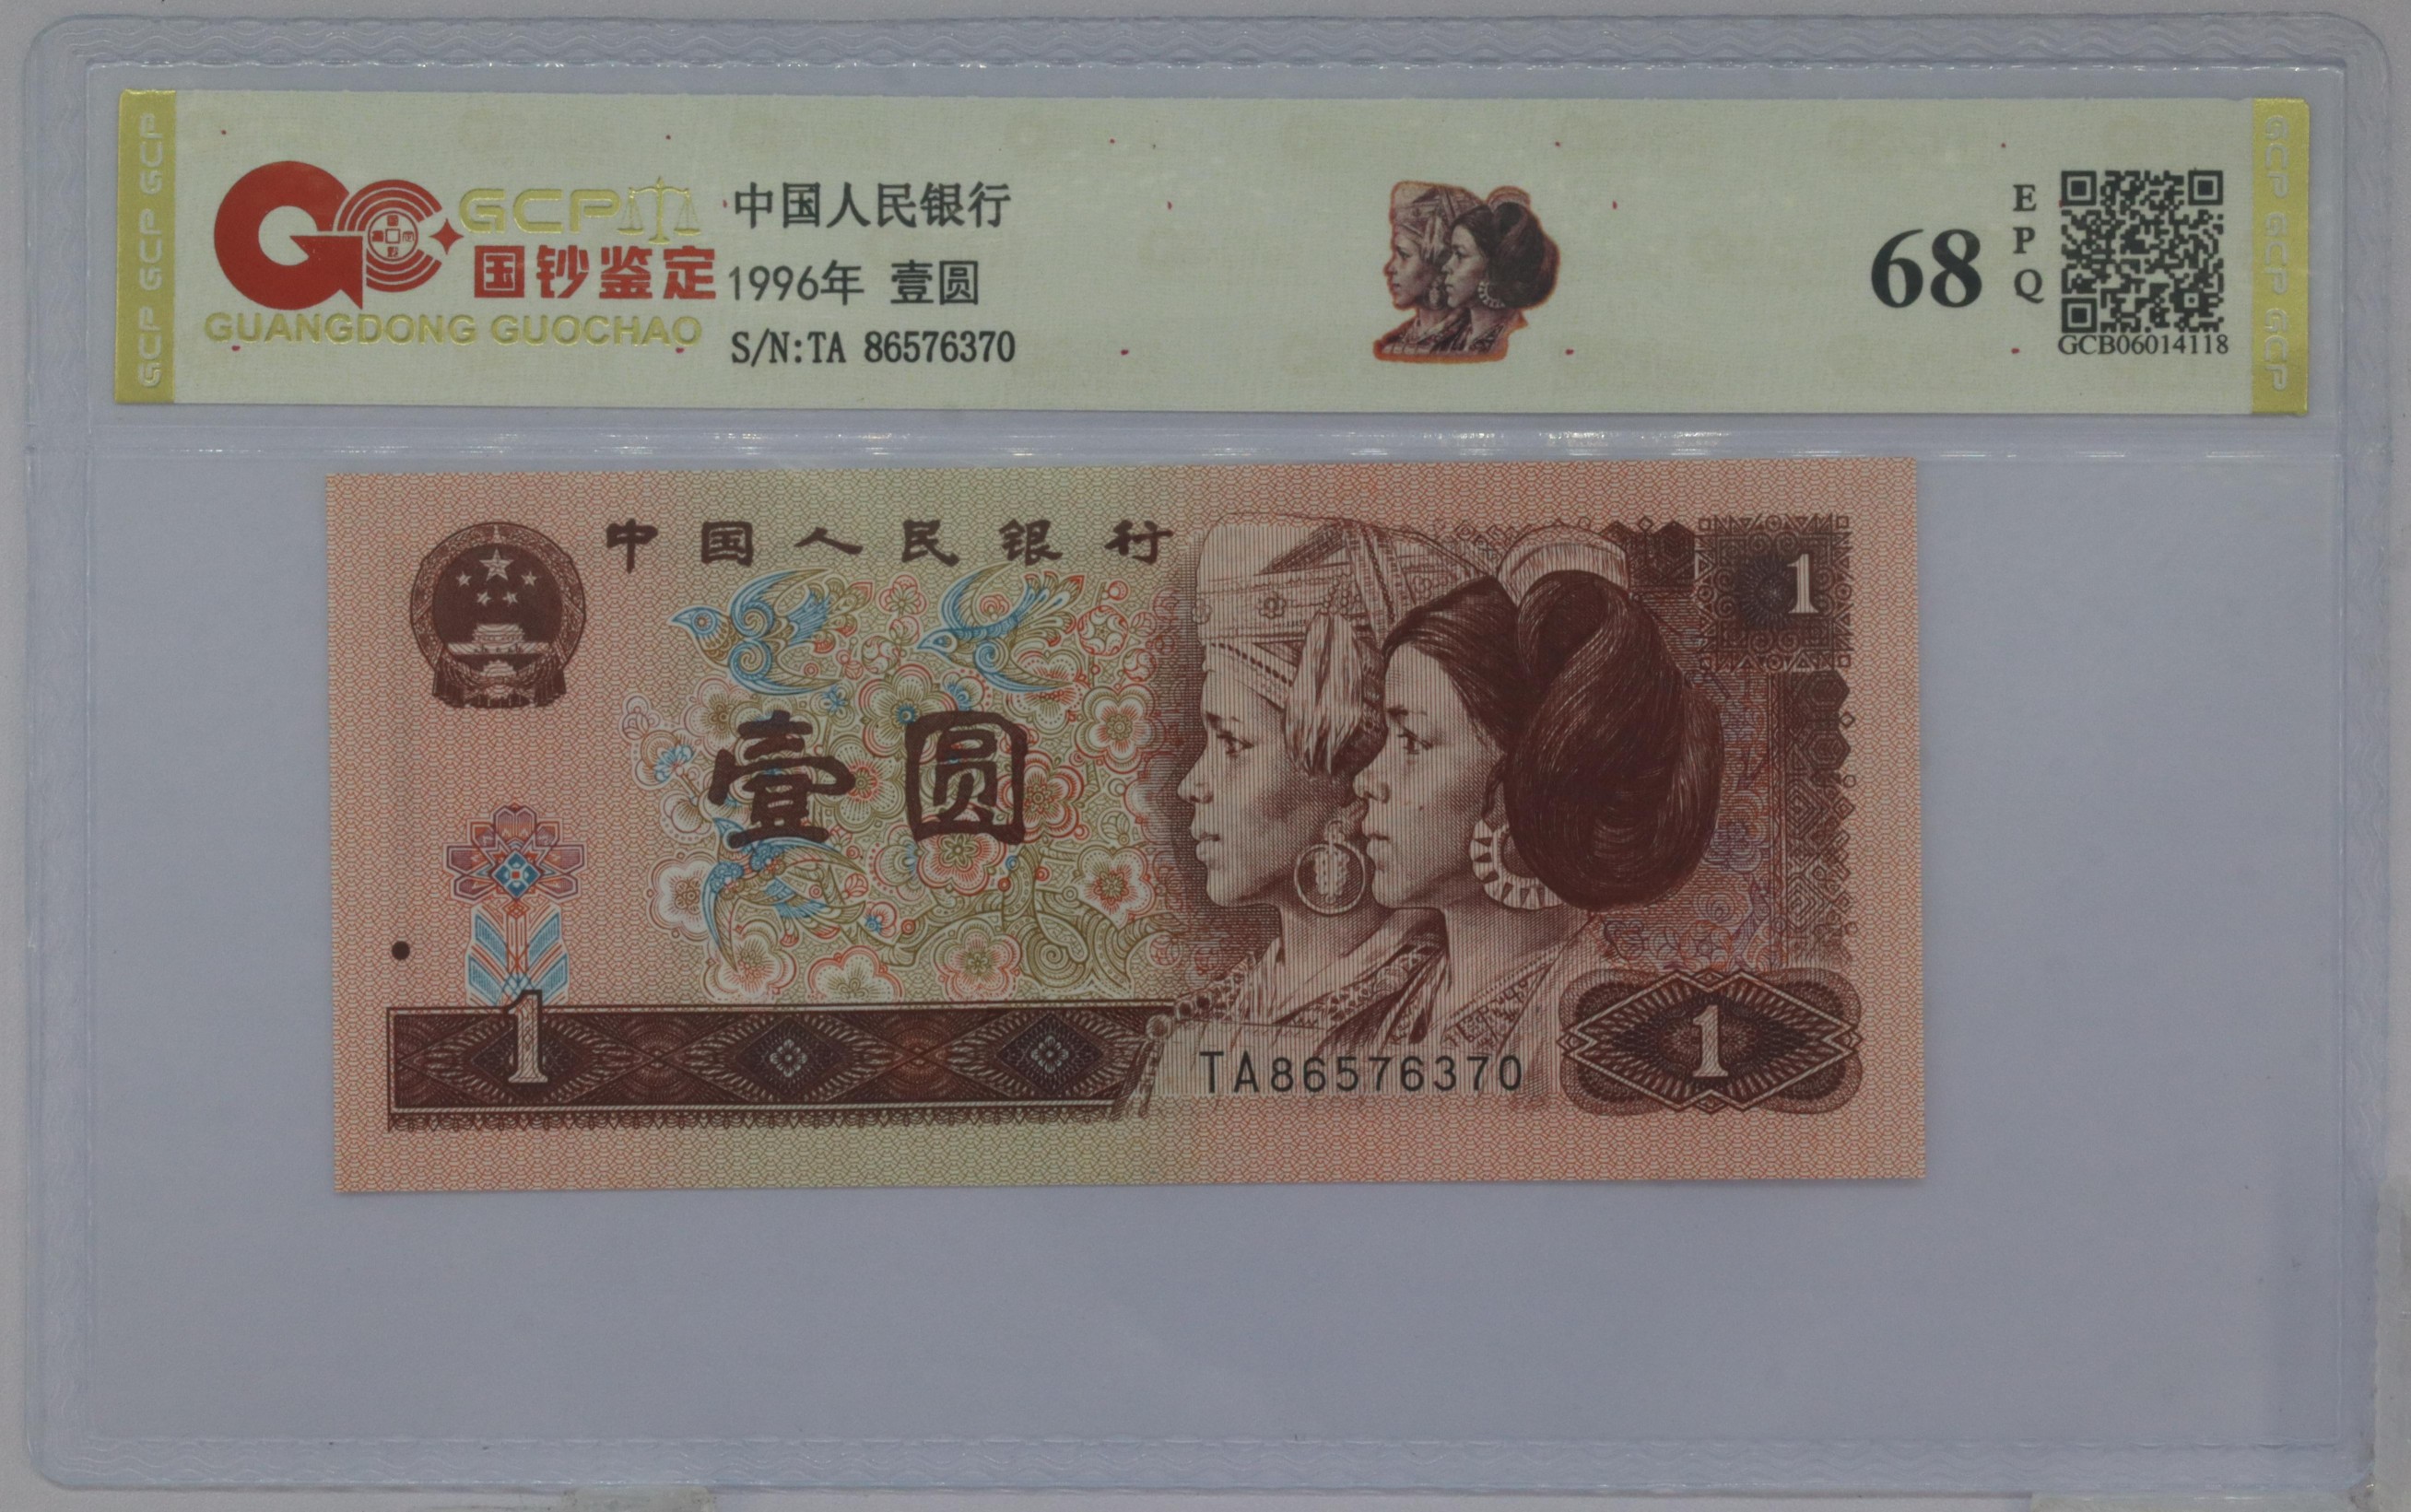 GCP GCP GCP
GCP
国钞鉴定
GUANGDONG GUOCHAO
中国人民银行
1996年 壹圆
S/N:TA 86576370
68
E
P
Q
GCB06014118
GCP GCP GCP
中国人民银行
1
壹圆
1
1
TA86576370